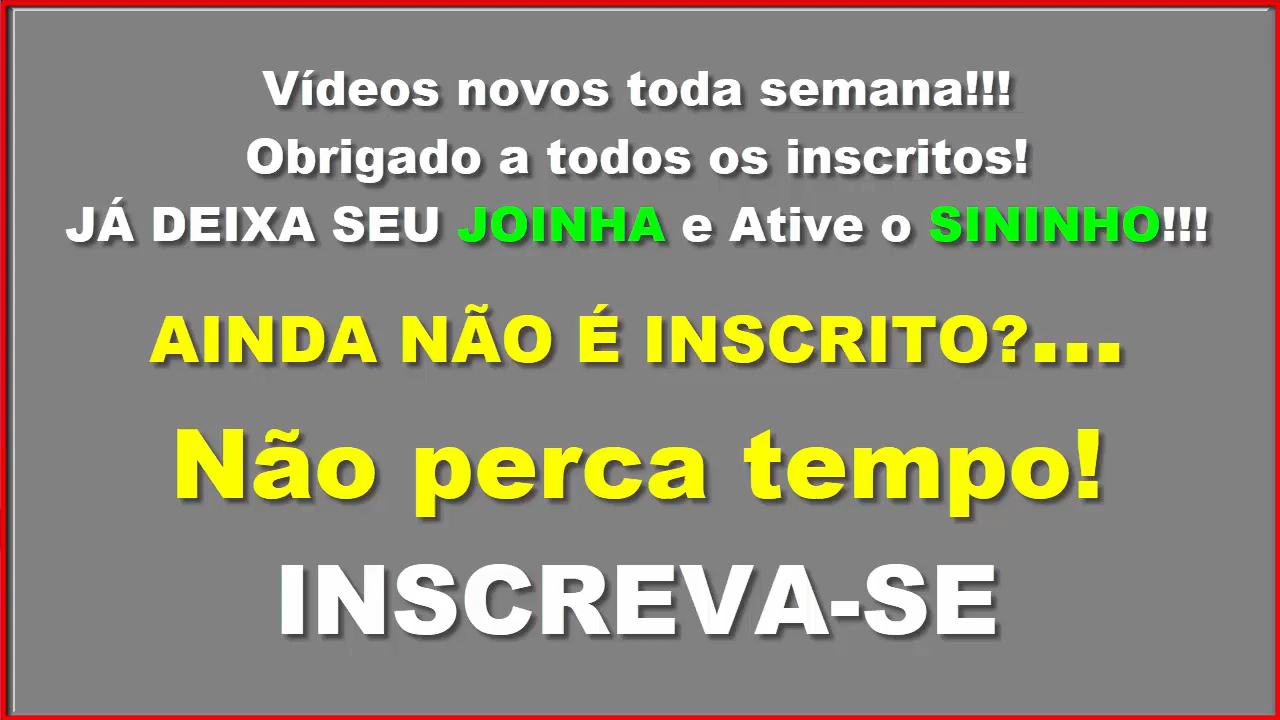 Vídeos novos toda semana!!!
Obrigado a todos os inscritos!
JÁ DEIXA SEU JOINHA e Ative o SININHO!!!
AINDA NÃO É INSCRITO?...
Não perca tempo!
INSCREVA-SE